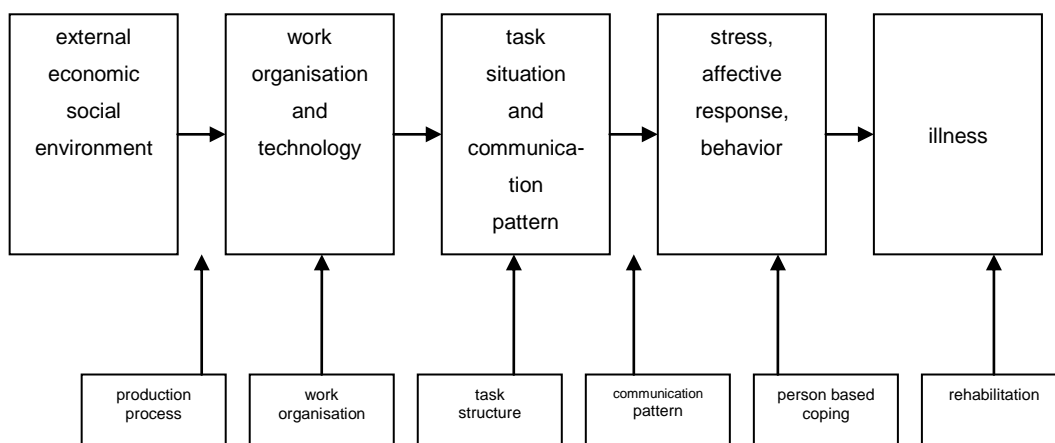 external
economic
social
environment
work
organisation
and
technology
task
situation
and
communica-
tion
pattern
stress,
affective
response,
behavior
illness
production
process
work
organisation
task
structure
communication
pattern
person based
coping
rehabilitation